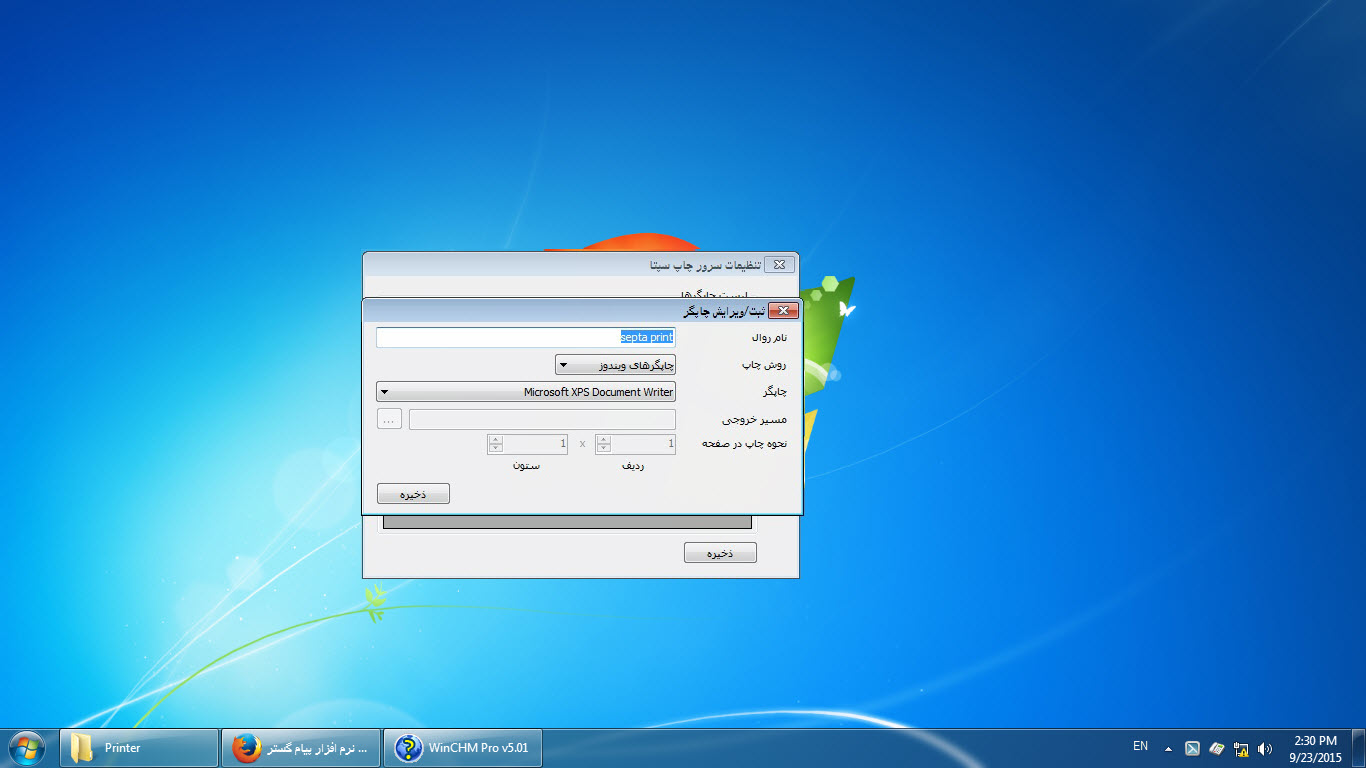 تنظیمات سرور چاپ سپتا
لیست چاپگرها
ثبت/ویرایش چاپگر
نام روال
septa print
روش چاپ
چاپگرهای ویندوز
چاپگر
Microsoft XPS Document Writer
مسیر خروجی
...
نحوه چاپ در صفحه
1 x 1
ردیف ستون
ذخیره
ذخیره
Printer
نرم افزار پیام گستر ...
WinCHM Pro v5.01
EN
2:30 PM
9/23/2015